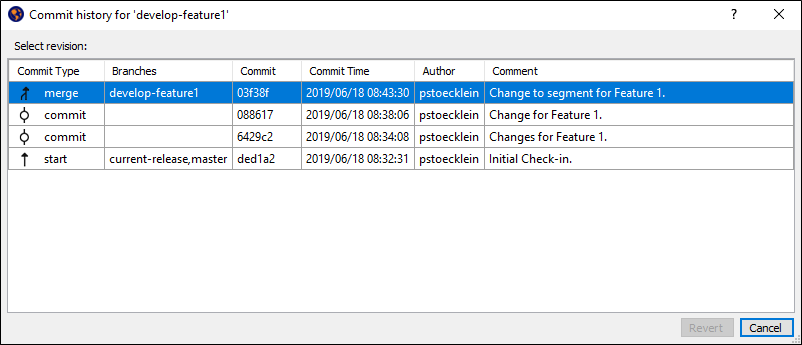 Commit history for 'develop-feature1'
?
Select revision:
Commit Type Branches Commit Commit Time Author Comment
merge develop-feature1 03f38f 2019/06/18 08:43:30 pstoecklein Change to segment for Feature 1.
commit 088617 2019/06/18 08:38:06 pstoecklein Change for Feature 1.
commit 6429c2 2019/06/18 08:34:08 pstoecklein Changes for Feature 1.
start current-release,master ded1a2 2019/06/18 08:32:31 pstoecklein Initial Check-in.
Revert Cancel